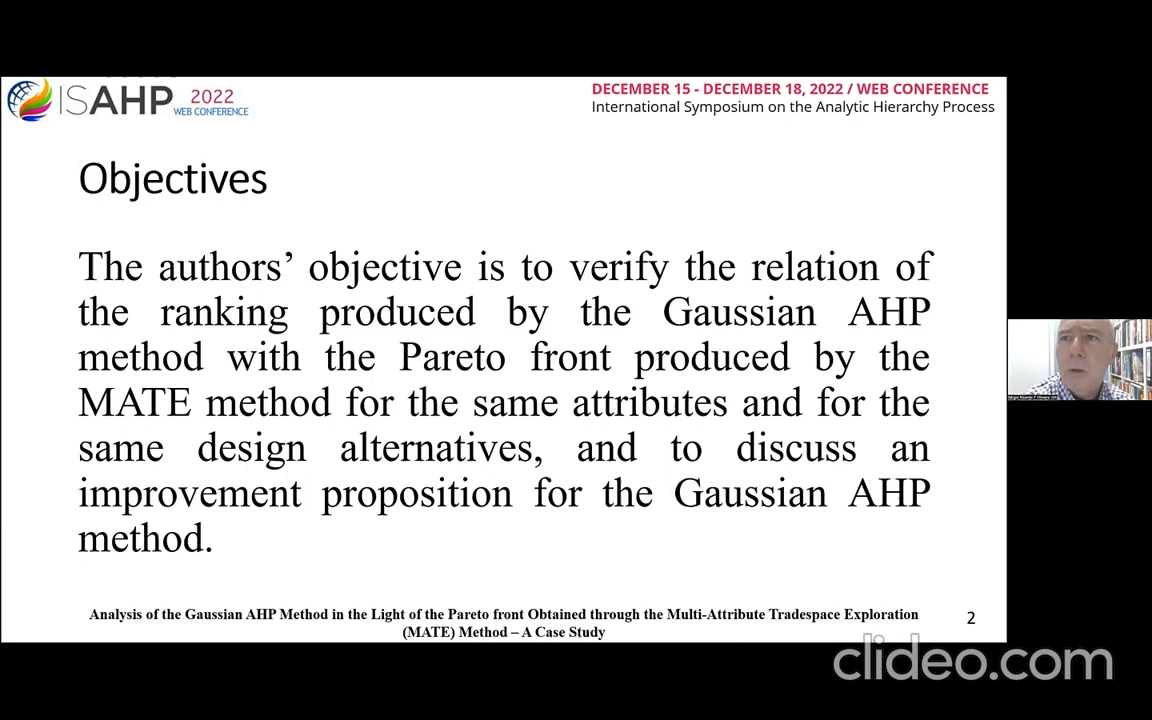 ISAHP 2022
WEB CONFERENCE
DECEMBER 15 - DECEMBER 18, 2022 / WEB CONFERENCE
International Symposium on the Analytic Hierarchy Process
Objectives
The authors’ objective is to verify the relation of
the ranking produced by the Gaussian AHP
method with the Pareto front produced by the
MATE method for the same attributes and for the
same design alternatives, and to discuss an
improvement proposition for the Gaussian AHP
method.
Analysis of the Gaussian AHP Method in the Light of the Pareto front Obtained through the Multi-Attribute Tradespace Exploration
(MATE) Method – A Case Study
2
clideo.com